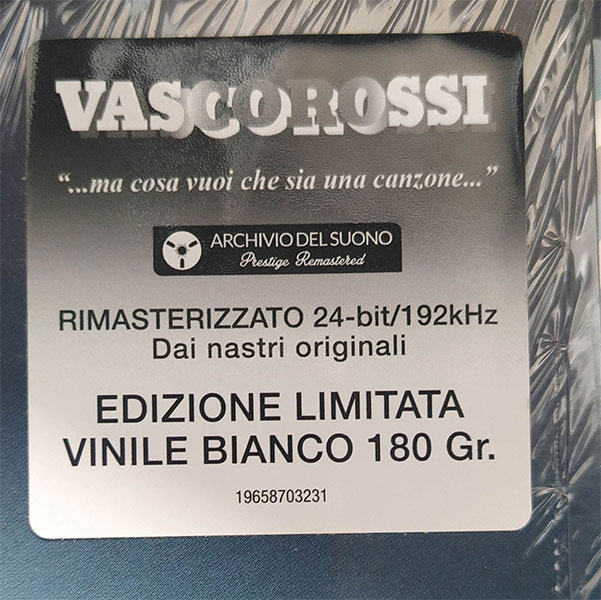 VASCOROSSI
“...ma cosa vuoi che sia una canzone...”
ARCHIVIO DEL SUONO
Prestige Remastered
RIMASTERIZZATO 24-bit/192kHz
Dai nastri originali
EDIZIONE LIMITATA
VINILE BIANCO 180 Gr.
19658703231